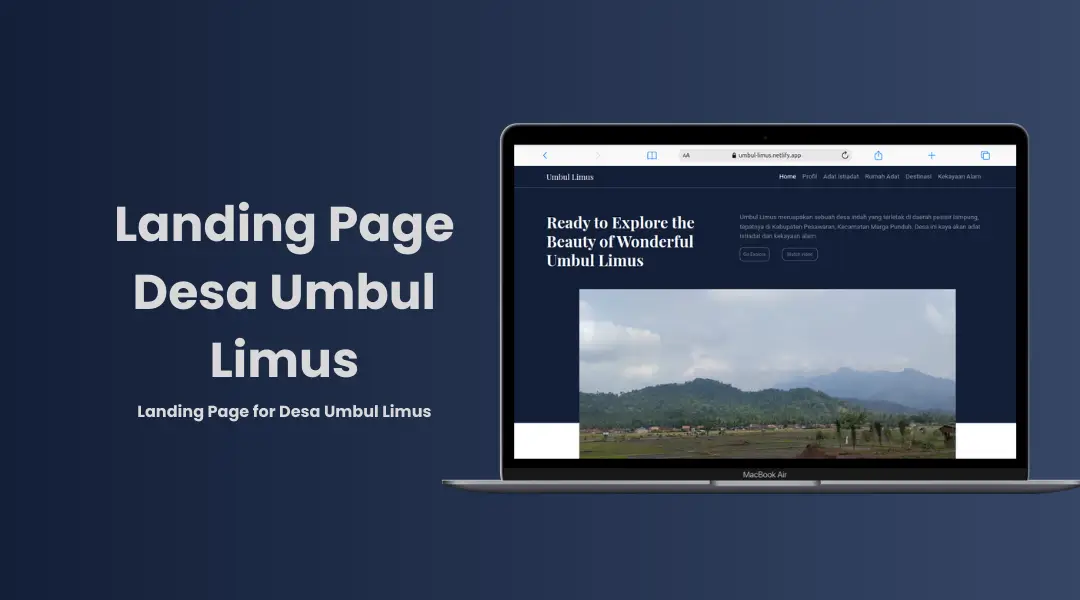 Landing Page
Desa Umbul
Limus
Landing Page for Desa Umbul Limus
AA
umbul-limus.netlify.app
Umbul Limus
Home Profil Adat Istiadat Rumah Adat Destinasi Kekayaan Alam
Ready to Explore the
Beauty of Wonderful
Umbul Limus
Umbul Limus merupakan sebuah desa indah yang terletak di daerah pesisir lampung,
tepatnya di Kabupaten Pesawaran, Kecamatan Marga Punduh. Desa ini kaya akan adat
istiadat dan kekayaan alam.
MacBook Air